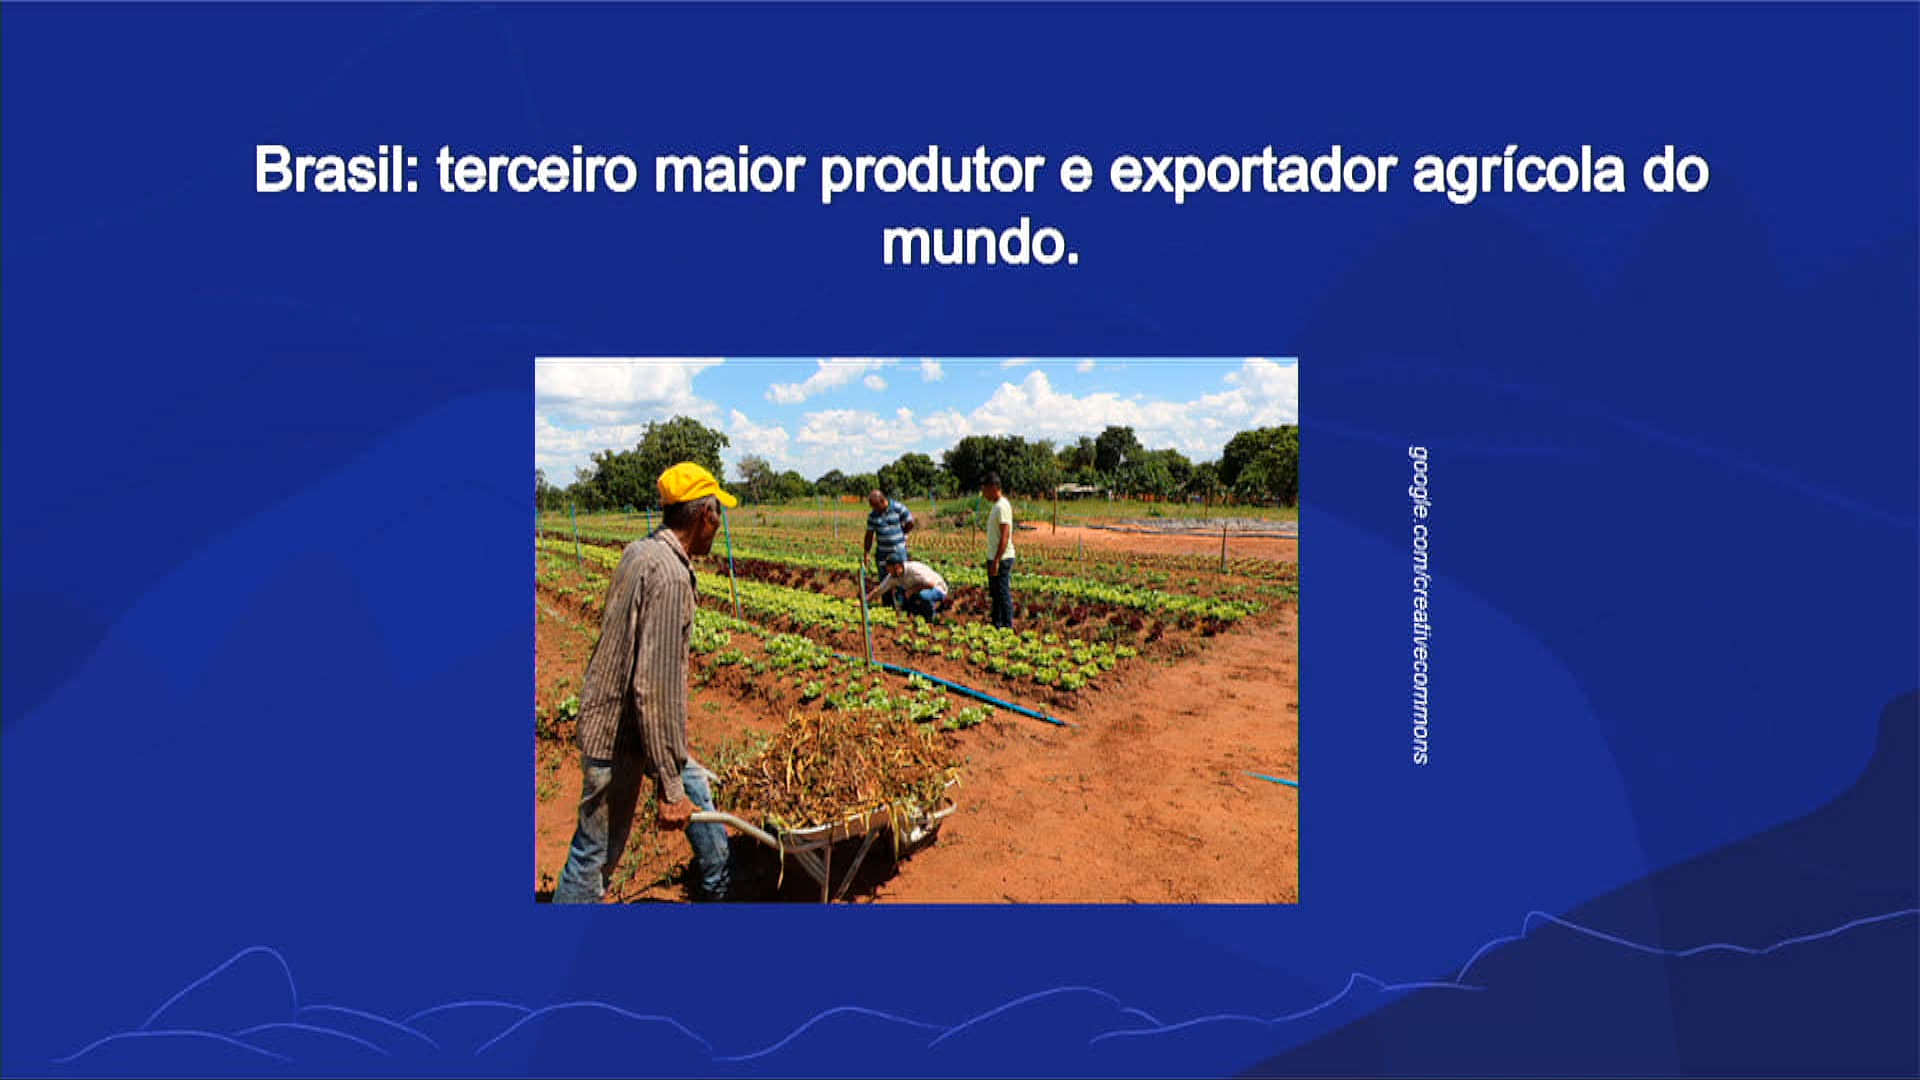 Brasil: terceiro maior produtor e exportador agrícola do
mundo.
google.com/creativecommons